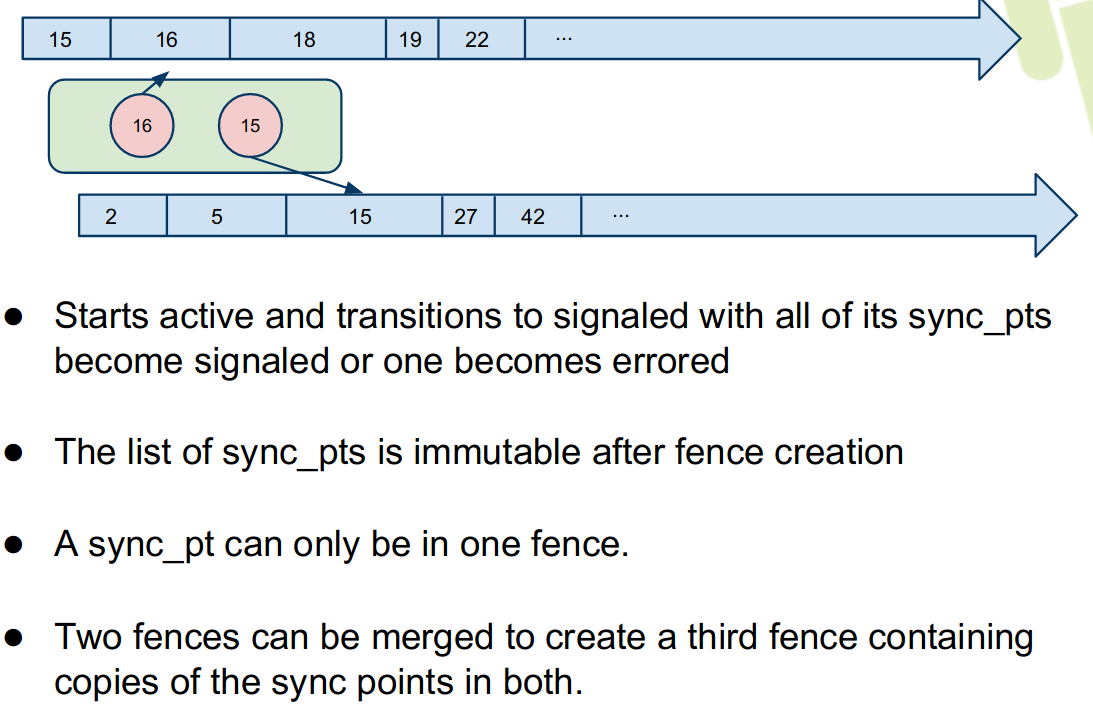 15 16 18 19 22 ...
16 15
2 5 15 27 42 ...
● Starts active and transitions to signaled with all of its sync_pts
become signaled or one becomes errored
● The list of sync_pts is immutable after fence creation
● A sync_pt can only be in one fence.
● Two fences can be merged to create a third fence containing
copies of the sync points in both.